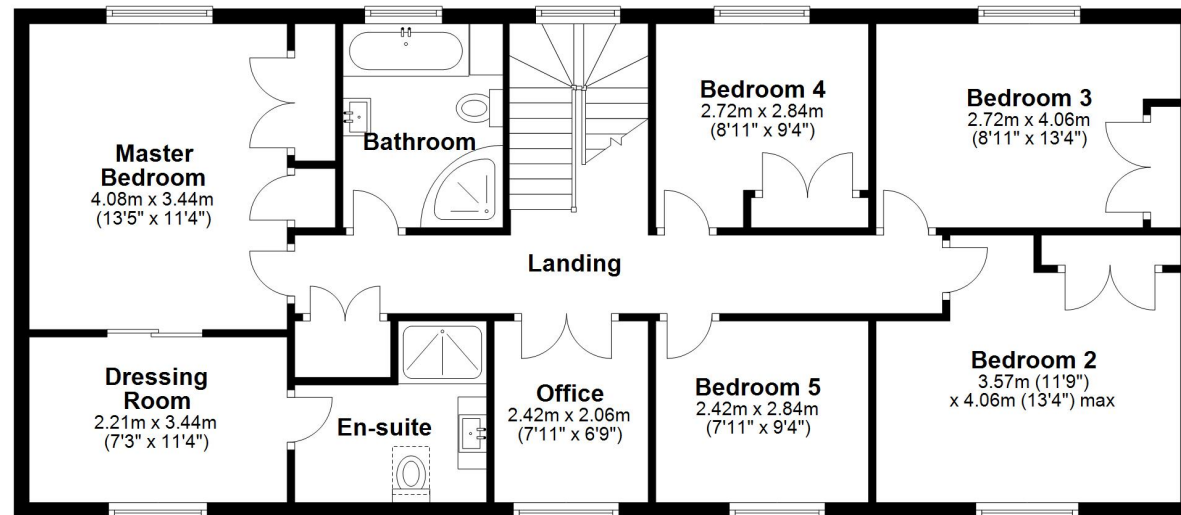 Master
Bedroom
4.08m x 3.44m
(13'5" x 11'4")
Bathroom
Bedroom 4
2.72m x 2.84m
(8'11" x 9'4")
Bedroom 3
2.72m x 4.06m
(8'11" x 13'4")
Landing
Dressing
Room
2.21m x 3.44m
(7'3" x 11'4")
En-suite
Office
2.42m x 2.06m
(7'11" x 6'9")
Bedroom 5
2.42m x 2.84m
(7'11" x 9'4")
Bedroom 2
3.57m (11'9")
x 4.06m (13'4") max